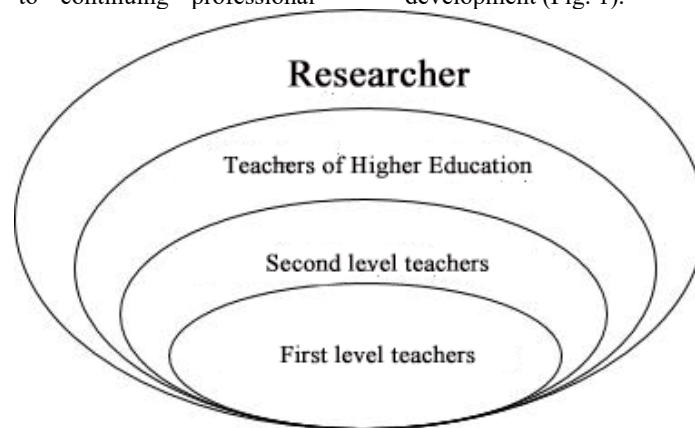 to continuing professional development (Fig. 1).
Researcher
Teachers of Higher Education
Second level teachers
First level teachers